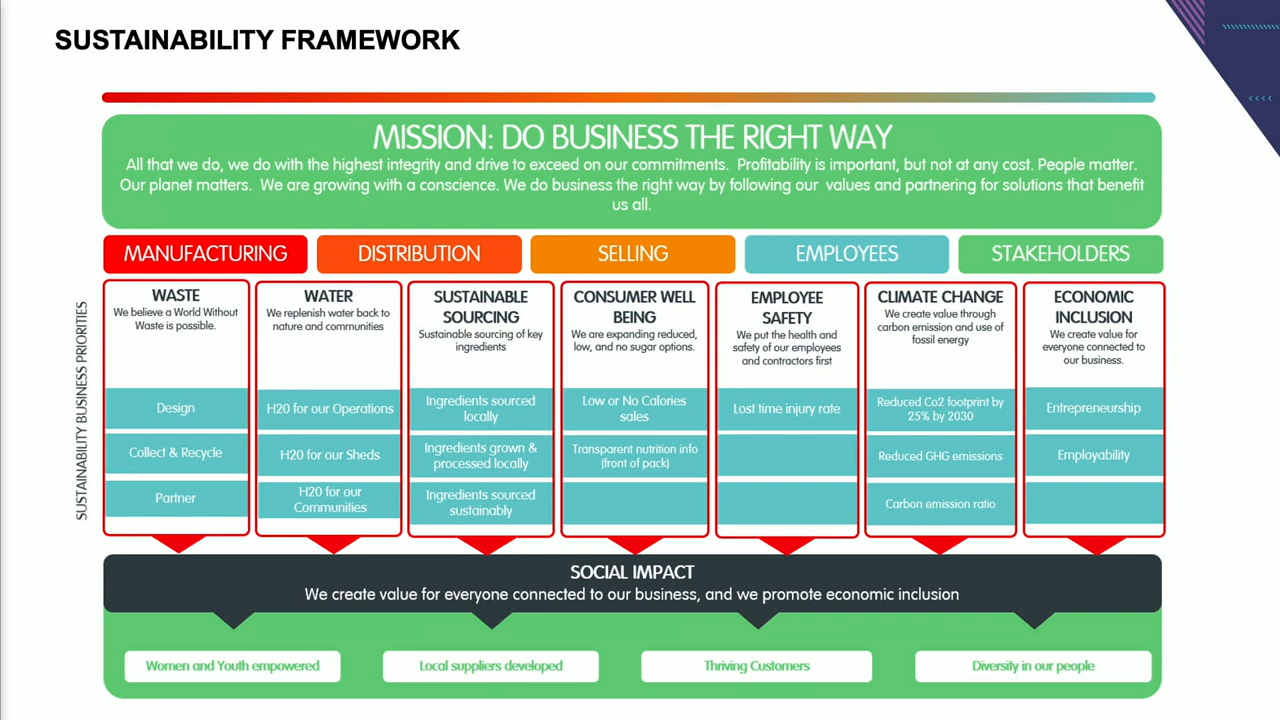 SUSTAINABILITY FRAMEWORK
MISSION: DO BUSINESS THE RIGHT WAY
All that we do, we do with the highest integrity and drive to exceed on our commitments.  Profitability is important, but not at any cost. People matter.
Our planet matters.  We are growing with a conscience. We do business the right way by following our  values and partnering for solutions that benefit
us all.
MANUFACTURING
DISTRIBUTION
SELLING
EMPLOYEES
STAKEHOLDERS
SUSTAINABILITY BUSINESS PRIORITIES
WASTE
We believe a World Without
Waste is possible.
Design
Collect & Recycle
Partner
WATER
We replenish water back to
nature and communities
H20 for our Operations
H20 for our Sheds
H20 for our
Communities
SUSTAINABLE
SOURCING
Sustainable sourcing of key
ingredients
Ingredients sourced
locally
Ingredients grown &
processed locally
Ingredients sourced
sustainably
CONSUMER WELL
BEING
We are expanding reduced,
low, and no sugar options.
Low or No Calories
sales
Transparent nutrition info
(front of pack)
EMPLOYEE
SAFETY
We put the health and
safety of our employees
and contractors first
Lost time injury rate
CLIMATE CHANGE
We create value through
carbon emission and use of
fossil energy
Reduced Co2 footprint by
25% by 2030
Reduced GHG emissions
Carbon emission ratio
ECONOMIC
INCLUSION
We create value for
everyone connected to
our business.
Entrepreneurship
Employability
SOCIAL IMPACT
We create value for everyone connected to our business, and we promote economic inclusion
Women and Youth empowered
Local suppliers developed
Thriving Customers
Diversity in our people